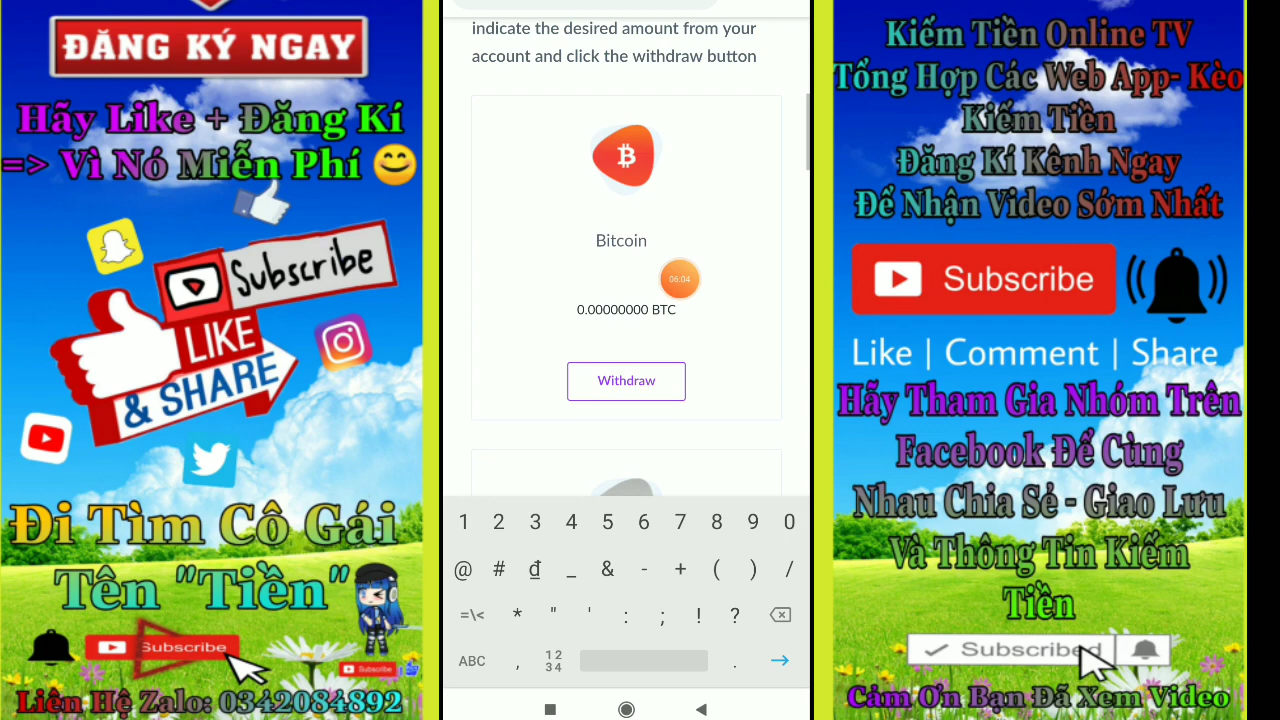 ĐĂNG KÝ NGAY
Hãy Like + Đăng Kí
=> Vì Nó Miễn Phí 😊
Subscribe
LIKE
& SHARE
Đi Tìm Cô Gái
Tên "Tiền"
Subscribe
Subscribe
Liên Hệ Zalo: 0342084892
indicate the desired amount from your
account and click the withdraw button
Bitcoin
06:04
0.00000000 BTC
Withdraw
1 2 3 4 5 6 7 8 9 0
@ # ₫ _ & - + ( ) /
=\< * " ' : ; ! ?
ABC , 12 34 .
Kiếm Tiền Online TV
Tổng Hợp Các Web App- Kèo
Kiếm Tiền
Đăng Kí Kênh Ngay
Để Nhận Video Sớm Nhất
Subscribe
Like | Comment | Share
Hãy Tham Gia Nhóm Trên
Facebook Để Cùng
Nhau Chia Sẻ - Giao Lưu
Và Thông Tin Kiếm
Tiền
Subscribed
Cảm Ơn Bạn Đã Xem Video